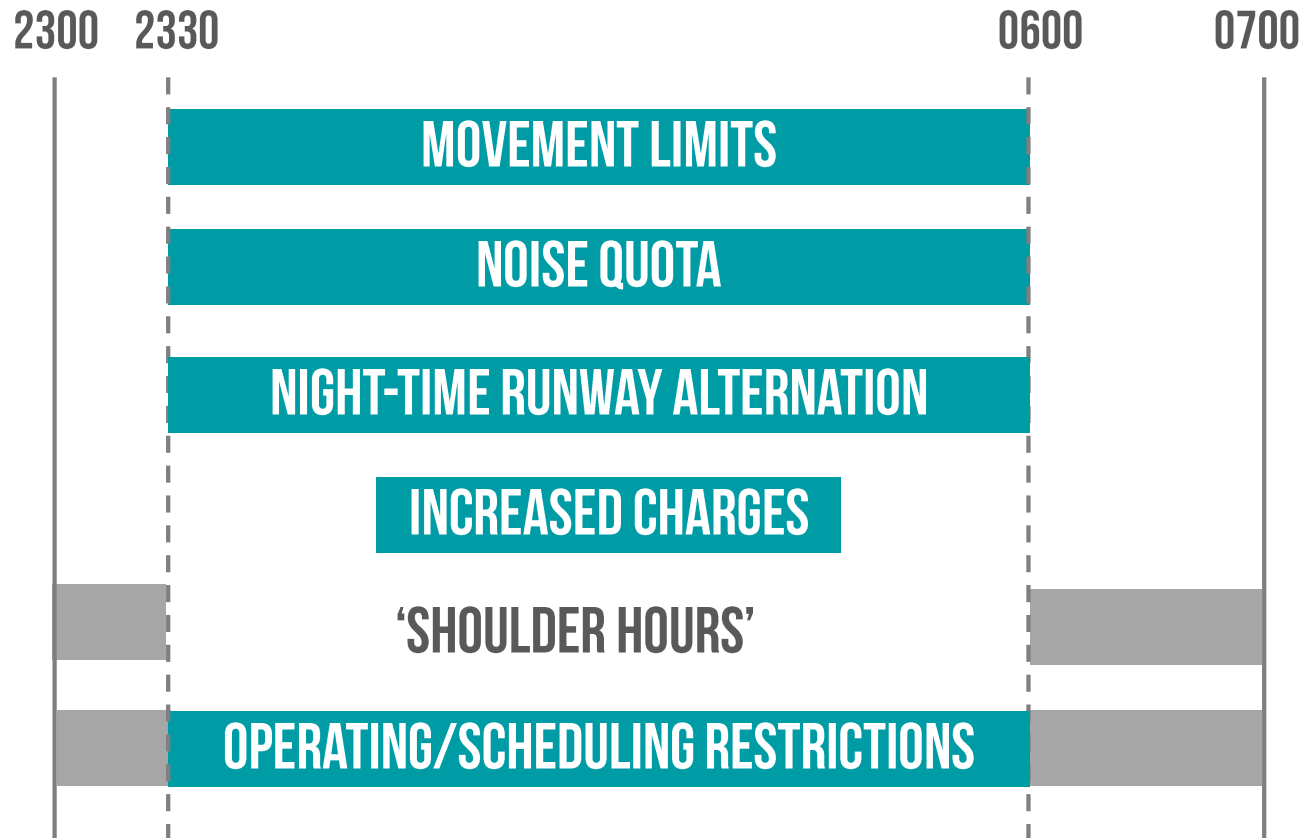 2300 2330 0600 0700
MOVEMENT LIMITS
NOISE QUOTA
NIGHT-TIME RUNWAY ALTERNATION
INCREASED CHARGES
‘SHOULDER HOURS’
OPERATING/SCHEDULING RESTRICTIONS